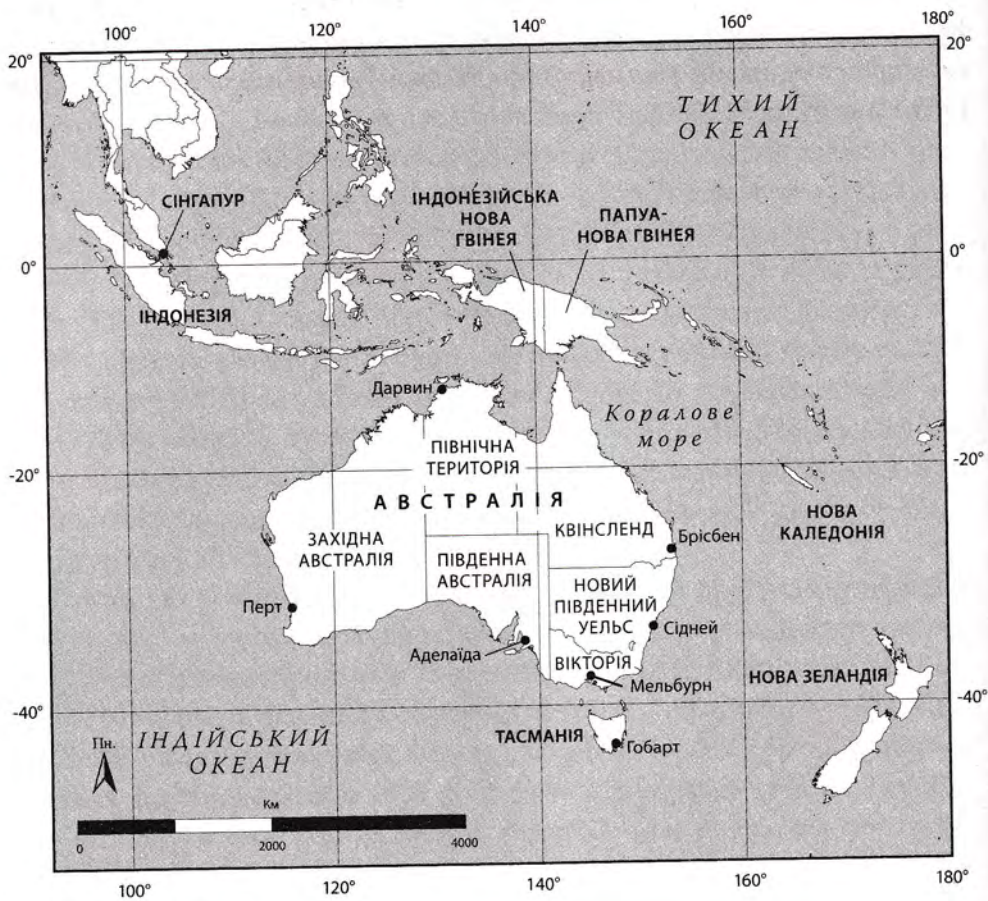 100°
120°
140°
160°
180°
20°
20°
ТИХИЙ
ОКЕАН
СІНГАПУР
ІНДОНЕЗІЙСЬКА
НОВА
ГВІНЕЯ
ПАПУА-
НОВА ГВІНЕЯ
0°
0°
ІНДОНЕЗІЯ
Дарвин
Коралове
море
ПІВНІЧНА
ТЕРИТОРІЯ
-20°
-20°
АВСТРАЛІЯ
ЗАХІДНА
АВСТРАЛІЯ
КВІНСЛЕНД
НОВА
КАЛЕДОНІЯ
Брісбен
ПІВДЕННА
АВСТРАЛІЯ
НОВИЙ
ПІВДЕННИЙ
УЕЛЬС
Перт
Сідней
Аделаїда
ВІКТОРІЯ
Мельбурн
НОВА ЗЕЛАНДІЯ
-40°
-40°
ТАСМАНІЯ
Гобарт
Пн.
ІНДІЙСЬКИЙ
ОКЕАН
Км
0
2000
4000
100°
120°
140°
160°
180°